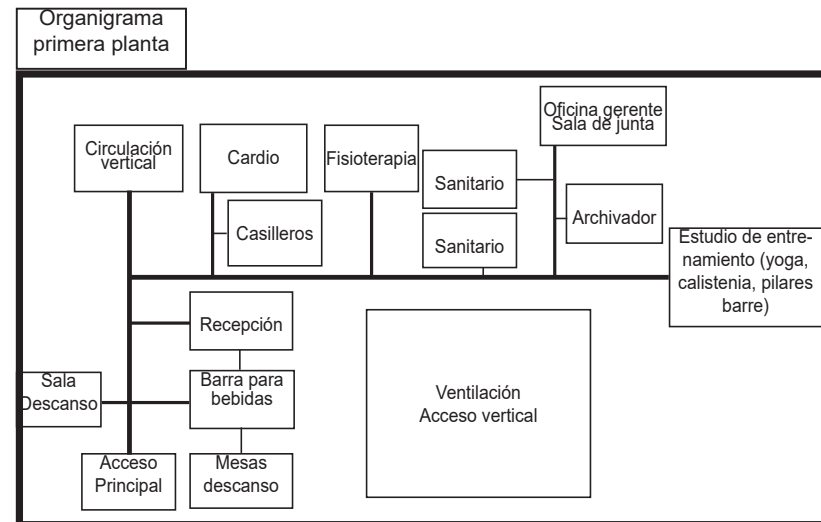 Organigrama
primera planta
Oficina gerente
Sala de junta
Circulación
vertical
Cardio
Fisioterapia
Sanitario
Casilleros
Archivador
Sanitario
Estudio de entre-
namiento (yoga,
calistenia, pilares
barre)
Recepción
Sala
Descanso
Barra para
bebidas
Ventilación
Acceso vertical
Acceso
Principal
Mesas
descanso